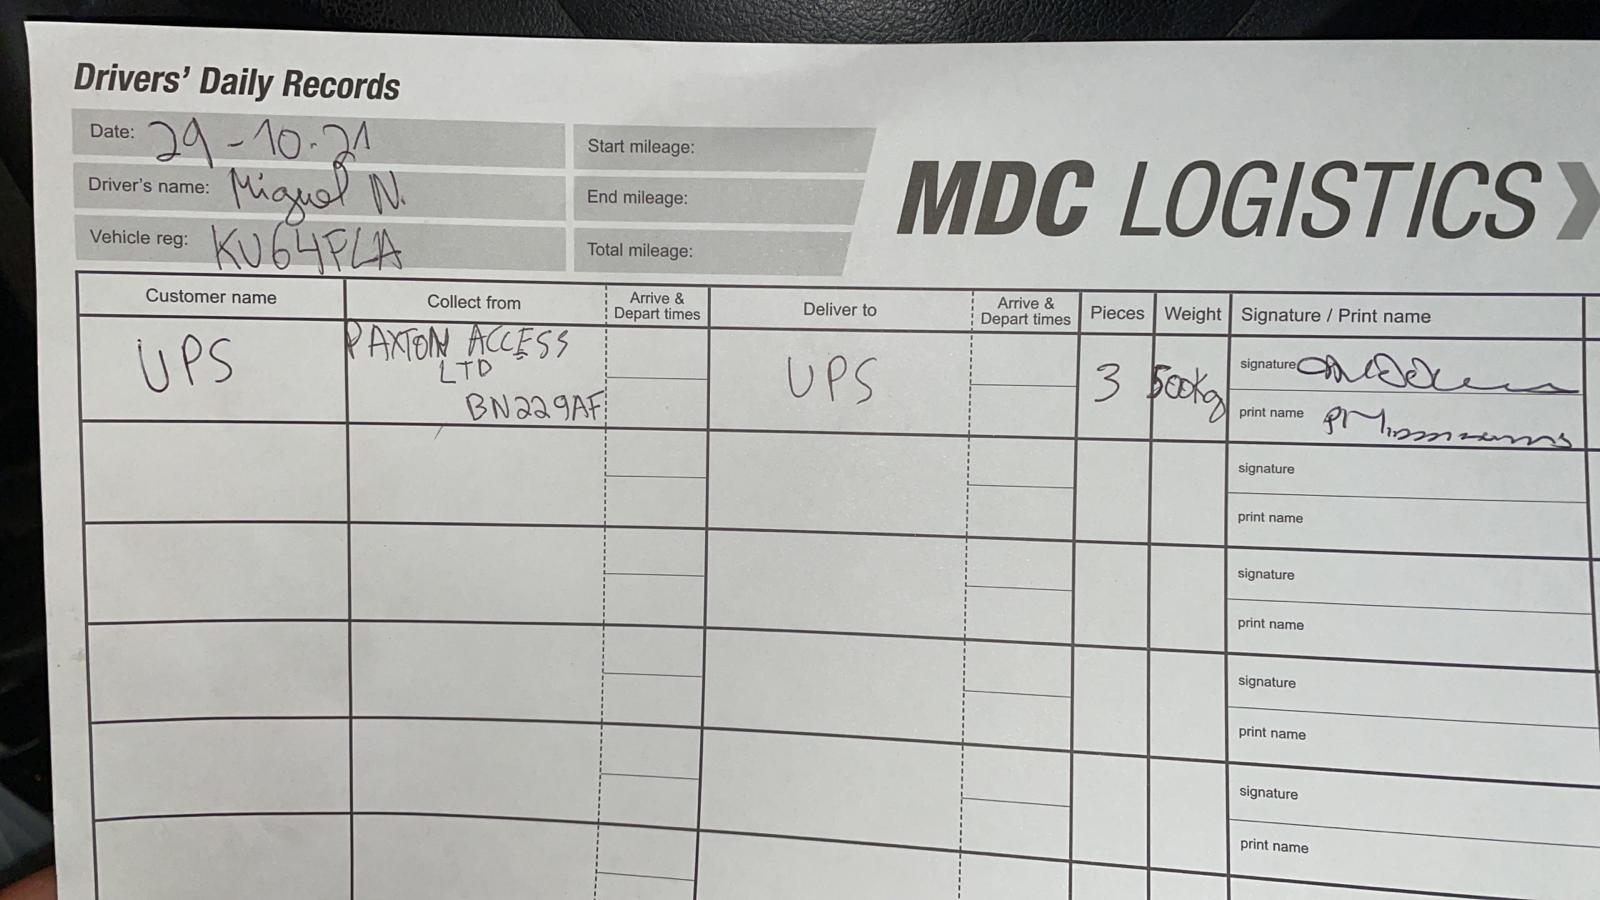 Drivers' Daily Records
Date: 29-10.21
Driver's name: Miguel N.
Vehicle reg: KV64PLA
Start mileage:
End mileage:
Total mileage:
MDC LOGISTICS
Customer name Collect from Arrive & Depart times Deliver to Arrive & Depart times Pieces Weight Signature / Print name
UPS
PAXTON ACCESS
LTD
BN229AF
UPS
3
500Kg
signature
print name
signature
print name
signature
print name
signature
print name
signature
print name